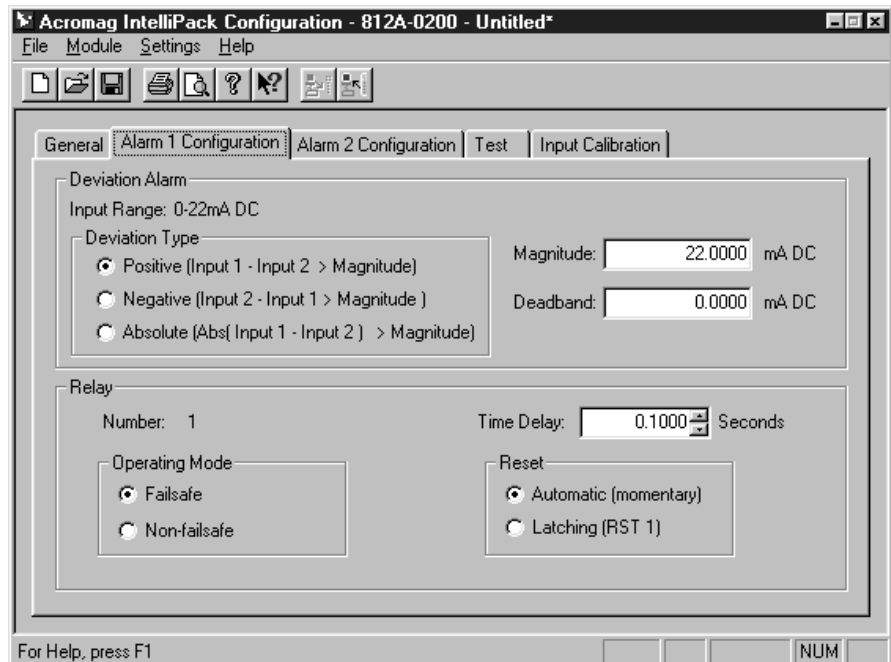 Acromag IntelliPack Configuration - 812A-0200 - Untitled*
File Module Settings Help
General Alarm 1 Configuration Alarm 2 Configuration Test Input Calibration
Deviation Alarm
Input Range: 0-22mA DC
Deviation Type
Positive (Input 1 - Input 2 > Magnitude)
Negative (Input 2 - Input 1 > Magnitude )
Absolute (Abs( Input 1 - Input 2 ) > Magnitude)
Magnitude: 22.0000 mA DC
Deadband: 0.0000 mA DC
Relay
Number: 1
Time Delay: 0.1000 Seconds
Operating Mode
Failsafe
Non-failsafe
Reset
Automatic (momentary)
Latching (RST 1)
For Help, press F1
NUM